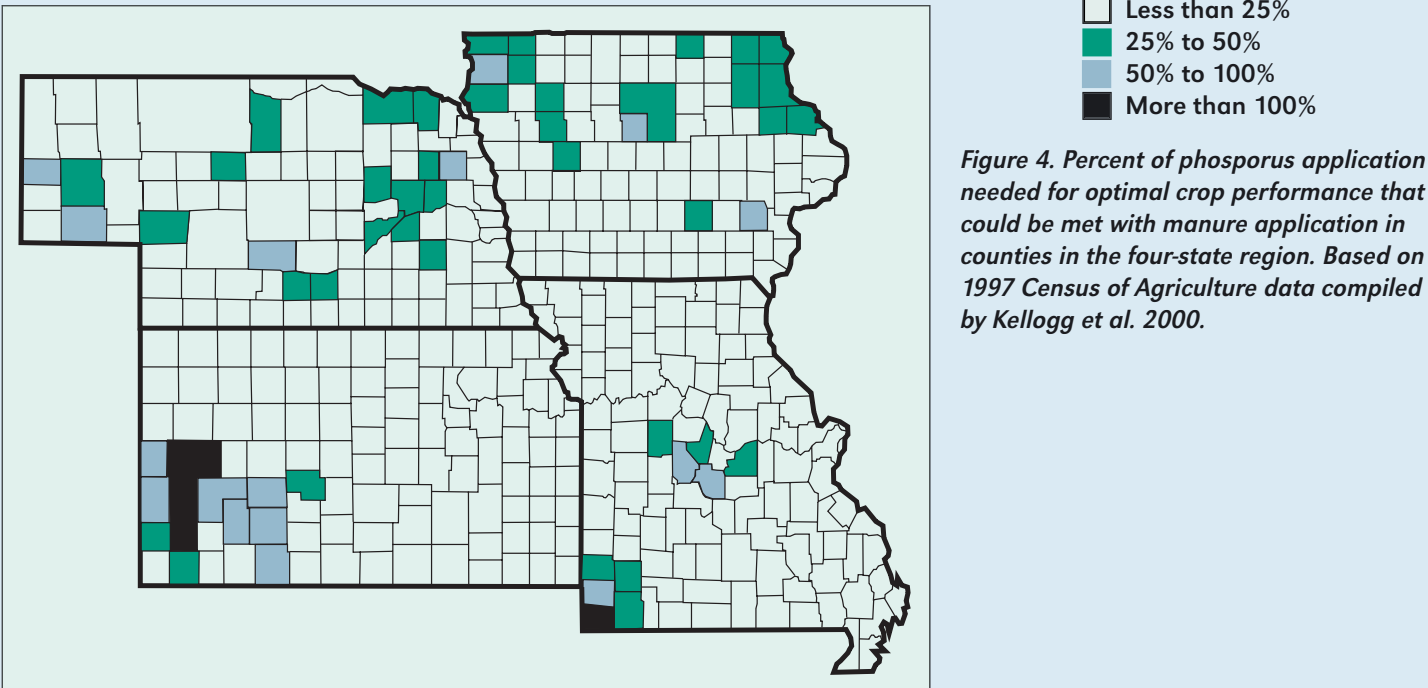 Less than 25%
25% to 50%
50% to 100%
More than 100%
Figure 4. Percent of phosporus application
needed for optimal crop performance that
could be met with manure application in
counties in the four-state region. Based on
1997 Census of Agriculture data compiled
by Kellogg et al. 2000.